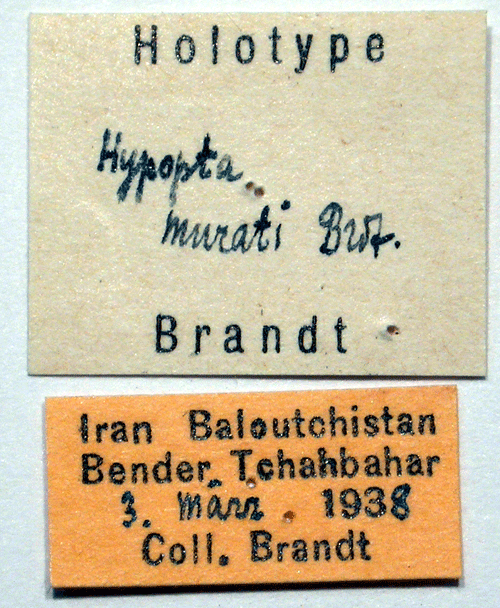 Holotype
Hypopta
murati Brdt.
Brandt
Iran Baloutchistan
Bender Tchahbahar
3. märz 1938
Coll. Brandt